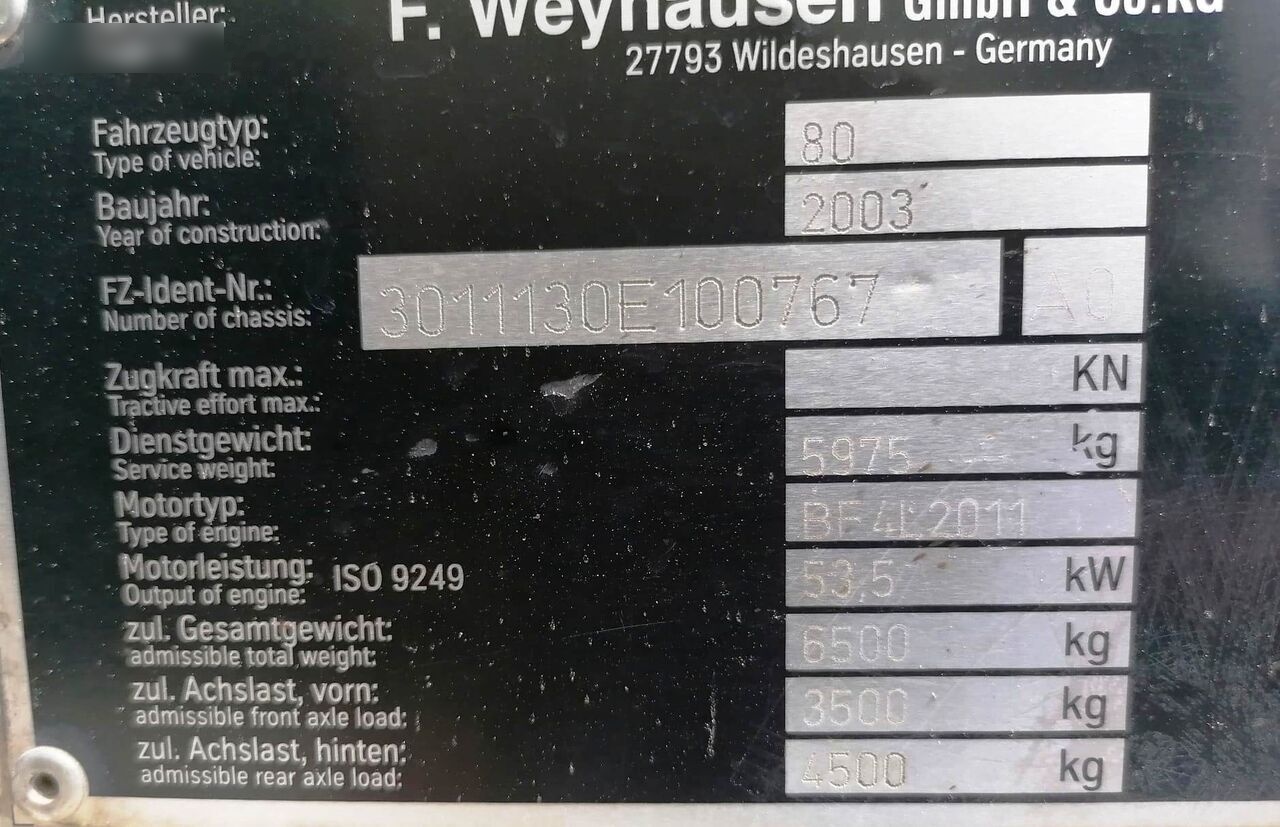 Hersteller:
F. Weyhausen GmbH & Co.KG
27793 Wildeshausen - Germany
Fahrzeugtyp: 80
Type of vehicle:
Baujahr: 2003
Year of construction:
FZ-Ident-Nr.: 3011130E100767 A0
Number of chassis:
Zugkraft max.: KN
Tractive effort max.:
Dienstgewicht: 5975 kg
Service weight:
Motortyp: BF4L2011
Type of engine:
Motorleistung: ISO 9249 53,5 kW
Output of engine:
zul. Gesamtgewicht: 6500 kg
admissible total weight:
zul. Achslast, vorn: 3500 kg
admissible front axle load:
zul. Achslast, hinten: 4500 kg
admissible rear axle load: